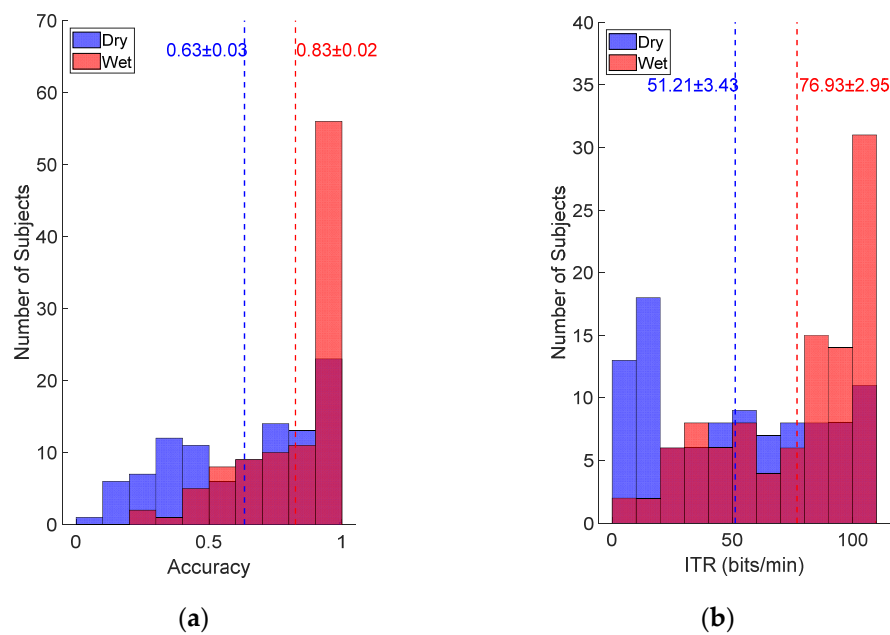 70
60
50
40
30
20
10
0
Number of Subjects
Dry
Wet
0.63±0.03
0.83±0.02
0
0.5
1
Accuracy
(a)
40
35
30
25
20
15
10
5
0
Number of Subjects
Dry
Wet
51.21±3.43
76.93±2.95
0
50
100
ITR (bits/min)
(b)